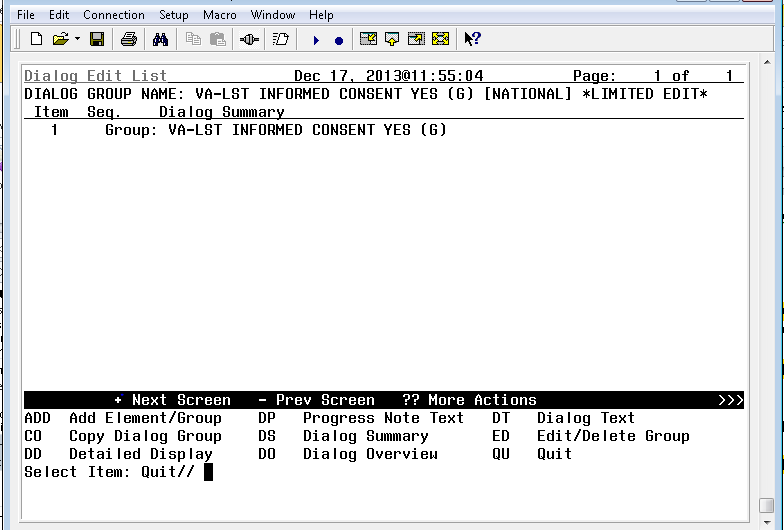 File Edit Connection Setup Macro Window Help
Dialog Edit List Dec 17, 2013@11:55:04 Page: 1 of 1
DIALOG GROUP NAME: VA-LST INFORMED CONSENT YES (G) [NATIONAL] *LIMITED EDIT*
Item Seq. Dialog Summary
1 Group: VA-LST INFORMED CONSENT YES (G)
+ Next Screen - Prev Screen ?? More Actions >>>
ADD Add Element/Group DP Progress Note Text DT Dialog Text
CO Copy Dialog Group DS Dialog Summary ED Edit/Delete Group
DD Detailed Display DO Dialog Overview QU Quit
Select Item: Quit//